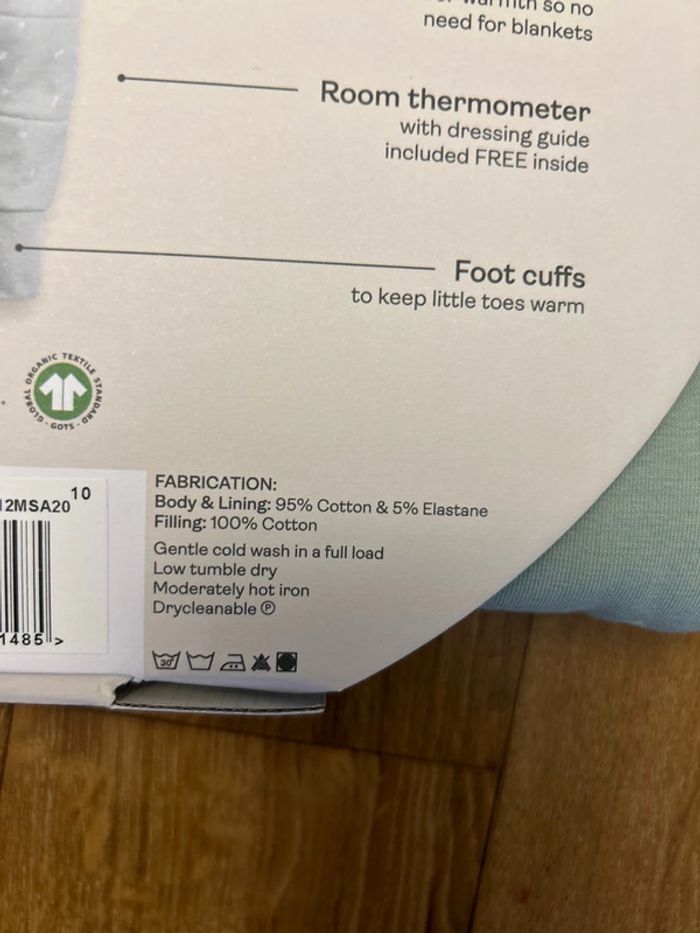 warmth so no
need for blankets
Room thermometer
with dressing guide
included FREE inside
Foot cuffs
to keep little toes warm
GLOBAL ORGANIC TEXTILE STANDARD · GOTS ·
12MSA20 10
1485 >
FABRICATION:
Body & Lining: 95% Cotton & 5% Elastane
Filling: 100% Cotton
Gentle cold wash in a full load
Low tumble dry
Moderately hot iron
Drycleanable Ⓟ
30°